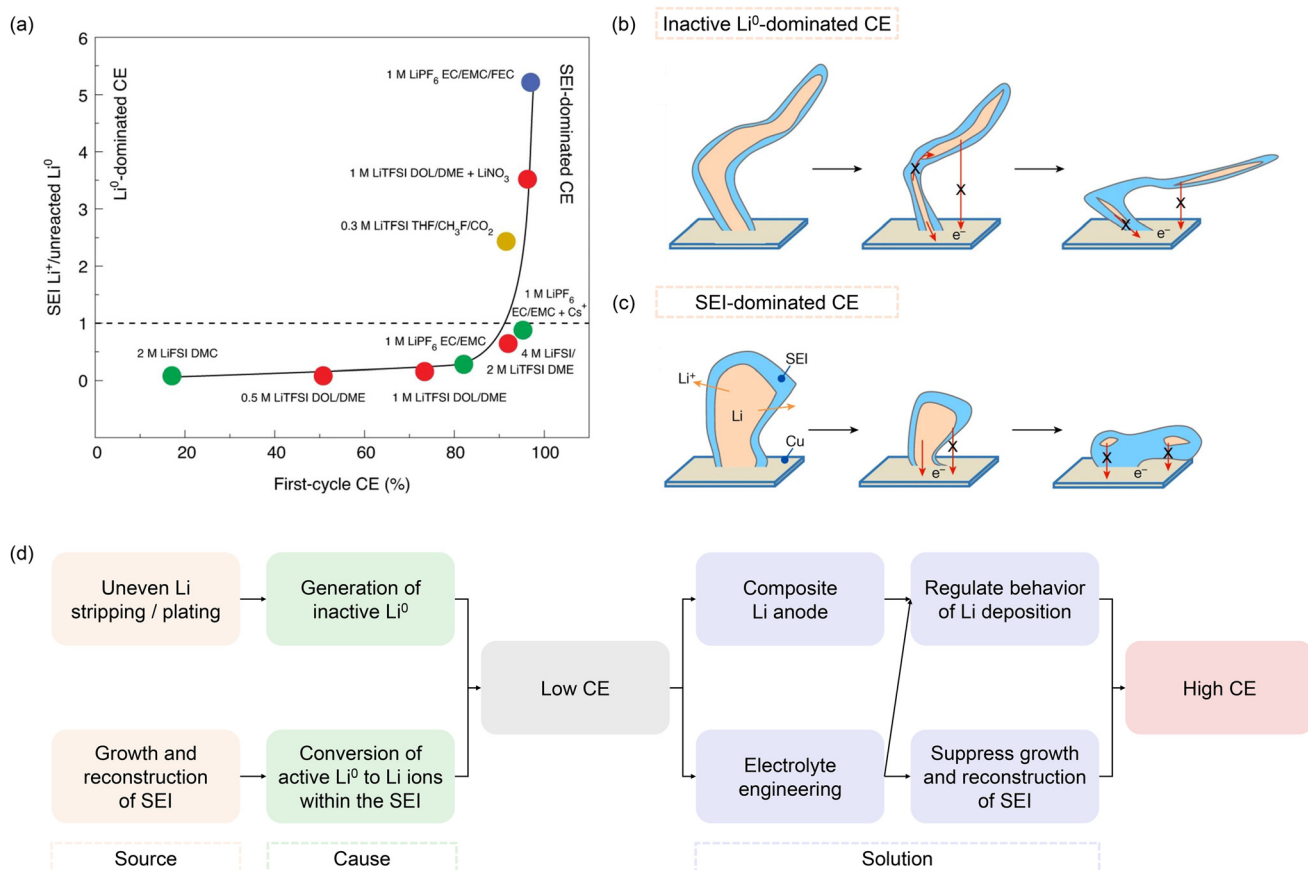 (a)
6
5
4
3
2
1
0
SEI Li⁺/unreacted Li⁰
Li⁰-dominated CE
SEI-dominated CE
1 M LiPF₆ EC/EMC/FEC
1 M LiTFSI DOL/DME + LiNO₃
0.3 M LiTFSI THF/CH₃F/CO₂
1 M LiPF₆
EC/EMC + Cs⁺
1 M LiPF₆ EC/EMC
4 M LiFSI/
2 M LiTFSI DME
2 M LiFSI DMC
0.5 M LiTFSI DOL/DME
1 M LiTFSI DOL/DME
0 20 40 60 80 100
First-cycle CE (%)
(b)
Inactive Li⁰-dominated CE
X
X
e⁻
X
X
e⁻
(c)
SEI-dominated CE
SEI
Li⁺
Li
Cu
X
e⁻
X
X
e⁻
(d)
Uneven Li
stripping / plating
Generation of
inactive Li⁰
Growth and
reconstruction
of SEI
Conversion of
active Li⁰ to Li ions
within the SEI
Low CE
Composite
Li anode
Regulate behavior
of Li deposition
Electrolyte
engineering
Suppress growth
and reconstruction
of SEI
High CE
Source
Cause
Solution